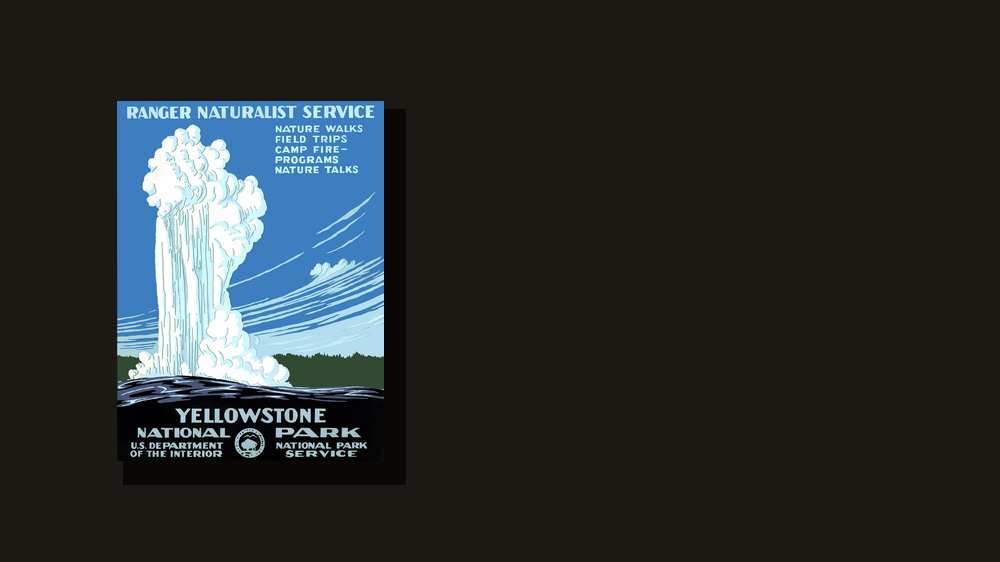 RANGER NATURALIST SERVICE
NATURE WALKS
FIELD TRIPS
CAMP FIRE–
PROGRAMS
NATURE TALKS
YELLOWSTONE
NATIONAL PARK
U.S. DEPARTMENT
OF THE INTERIOR
NATIONAL PARK
SERVICE